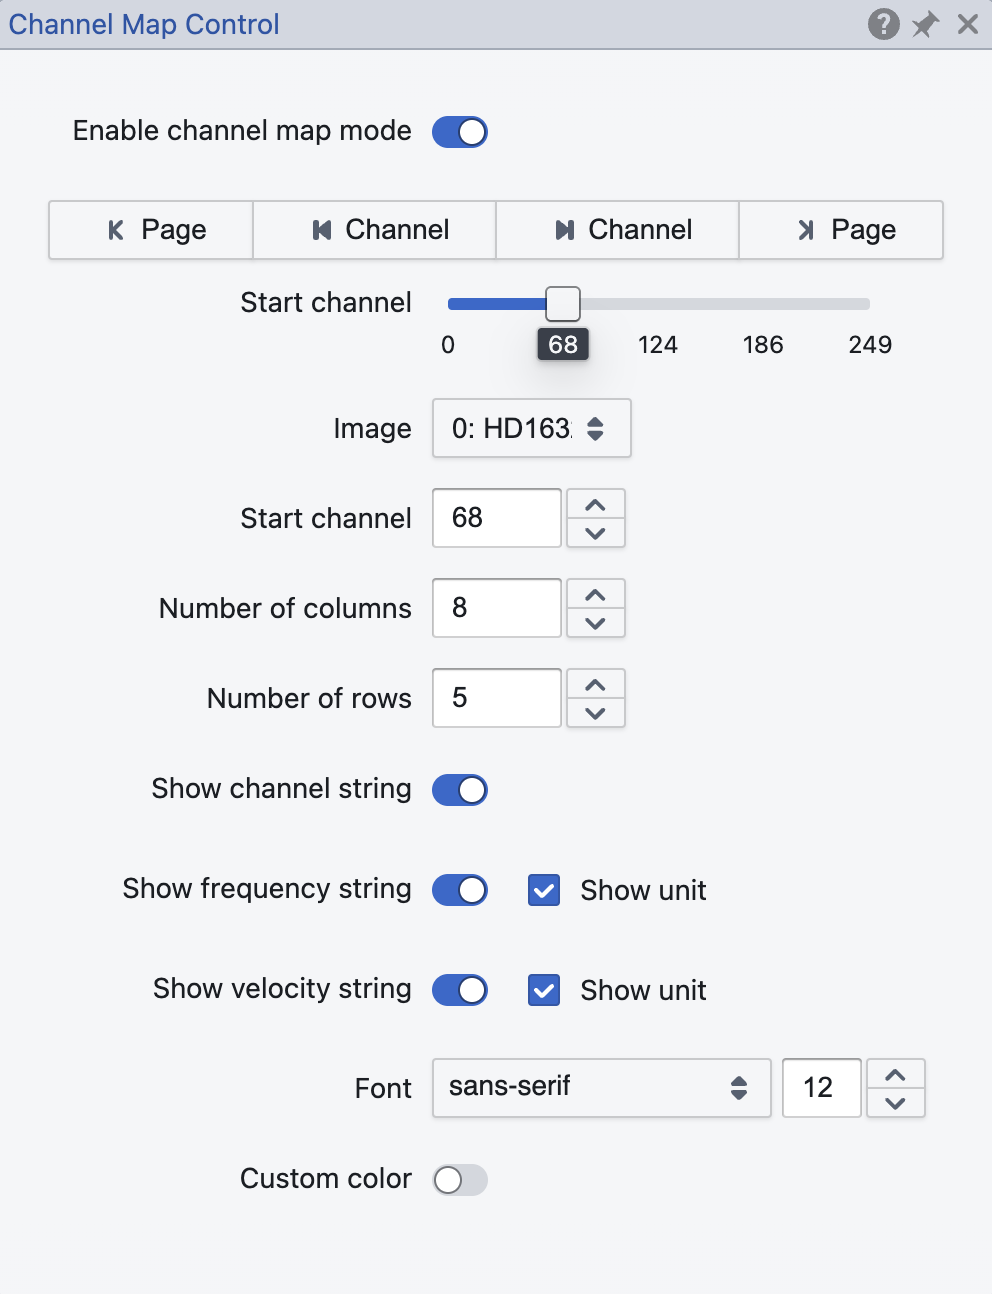 Channel Map Control ?
Enable channel map mode
Page Channel Channel Page
Start channel
0 68 124 186 249
Image 0: HD163
Start channel 68
Number of columns 8
Number of rows 5
Show channel string
Show frequency string Show unit
Show velocity string Show unit
Font sans-serif 12
Custom color